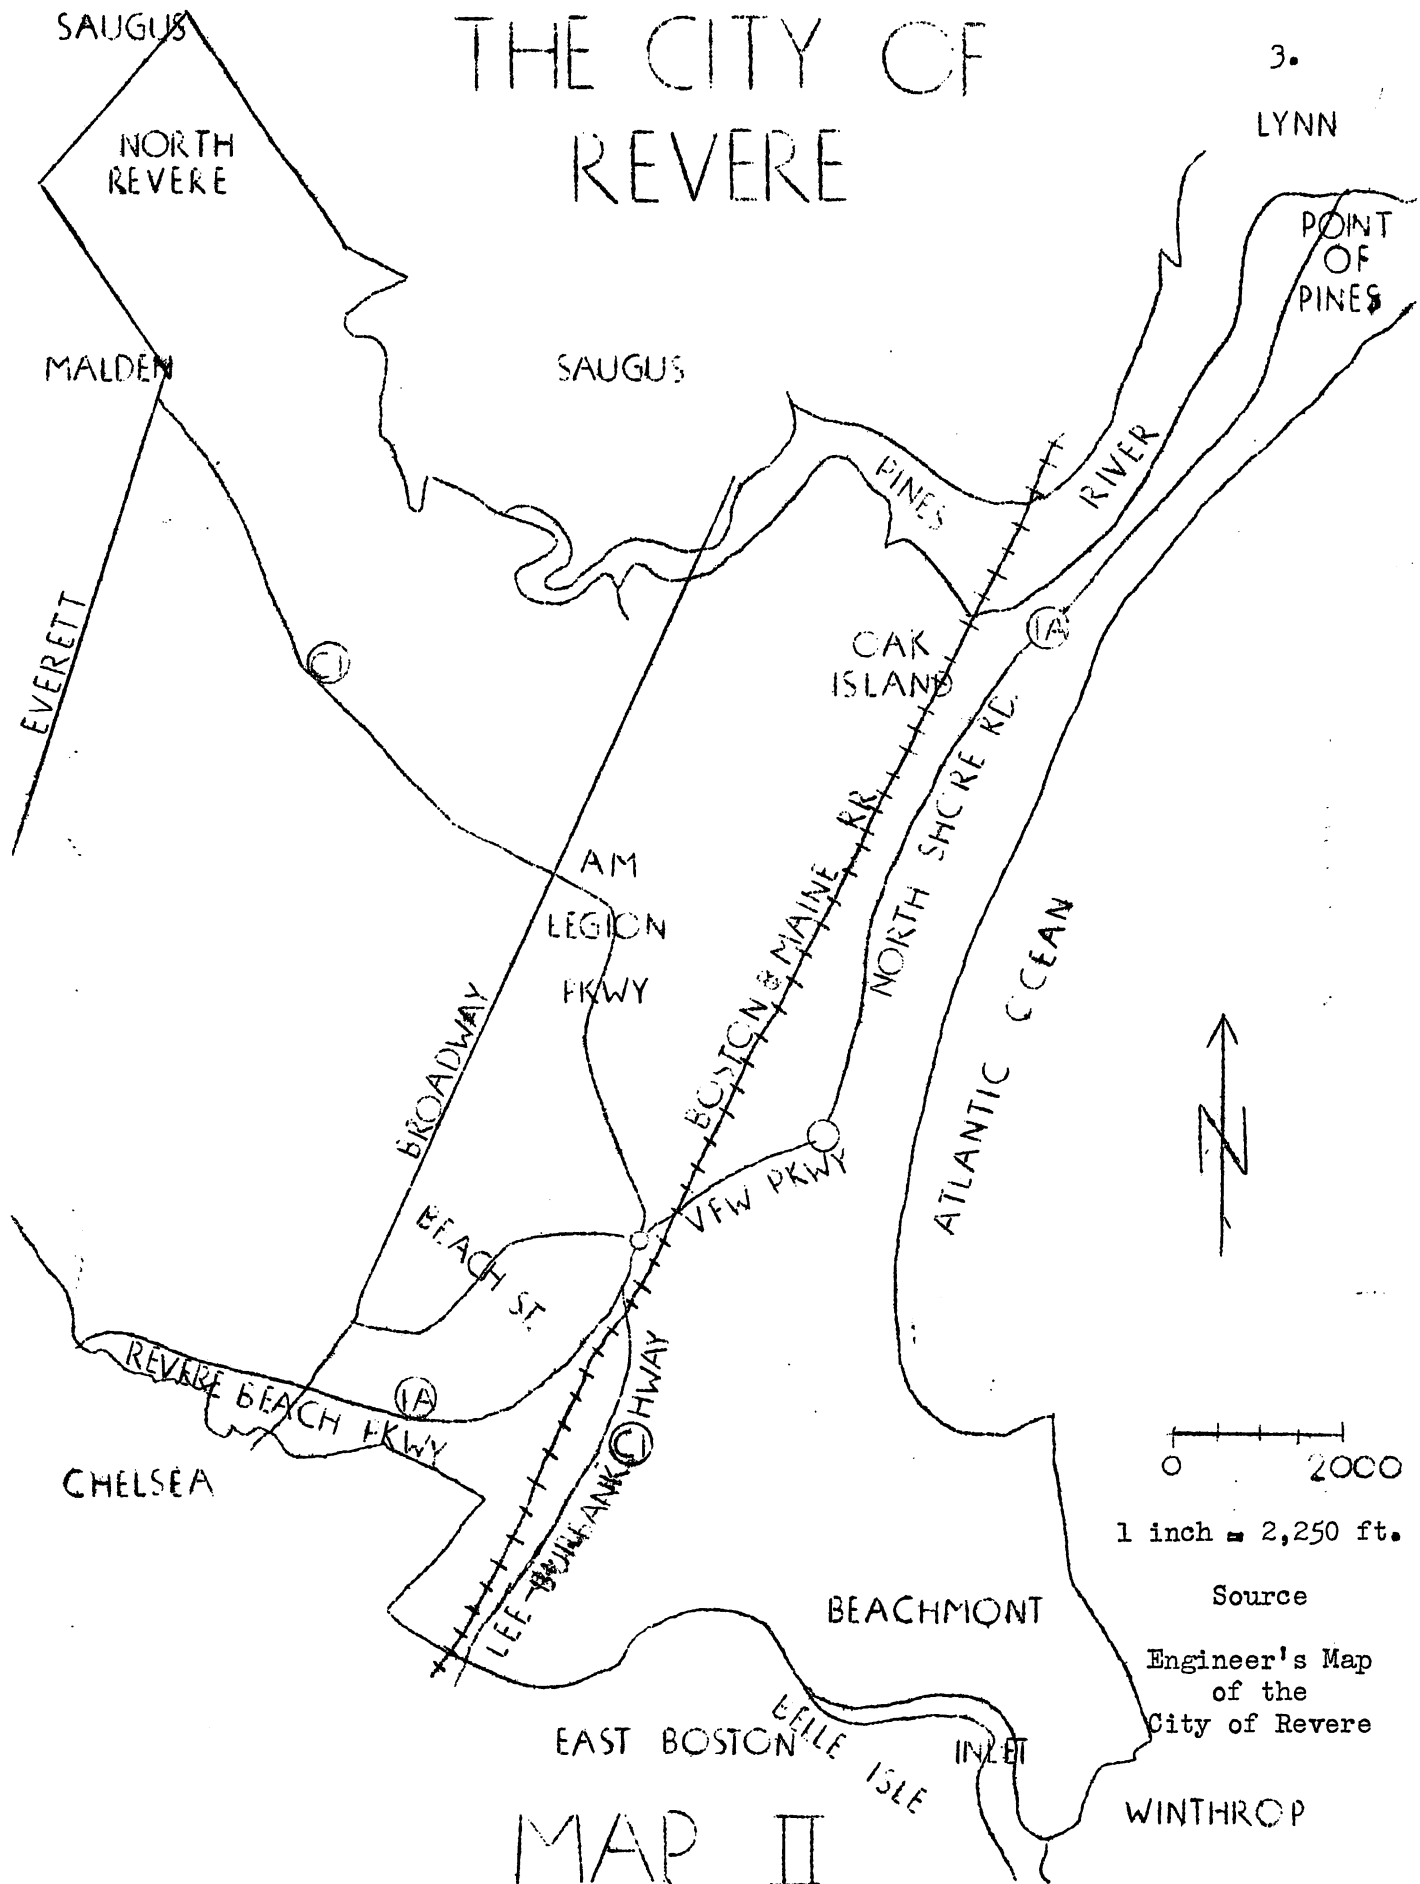 THE CITY OF
REVERE
3.
SAUGUS
NORTH
REVERE
LYNN
POINT
OF
PINES
MALDEN
SAUGUS
PINES
RIVER
EVERETT
C1
1A
OAK
ISLAND
NORTH SHORE RD.
BOSTON & MAINE RR.
AM
LEGION
PKWY
BROADWAY
ATLANTIC OCEAN
N
VFW PKWY
BEACH ST.
REVERE BEACH PKWY
1A
LEE BURBANK HWAY
C1
CHELSEA
0 2000
1 inch = 2,250 ft.
Source
Engineer's Map
of the
City of Revere
BEACHMONT
EAST BOSTON
BELLE ISLE INLET
WINTHROP
MAP II